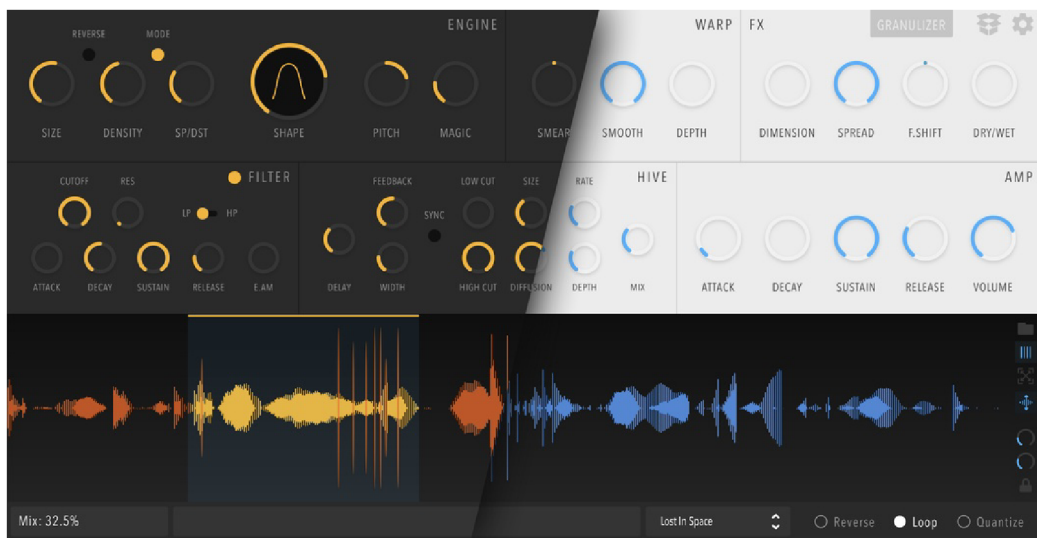 ENGINE
WARP
FX
GRANULIZER
REVERSE
MODE
SIZE
DENSITY
SP/DST
SHAPE
PITCH
MAGIC
SMEAR
SMOOTH
DEPTH
DIMENSION
SPREAD
F.SHIFT
DRY/WET
FILTER
HIVE
AMP
CUTOFF
RES
LP
HP
ATTACK
DECAY
SUSTAIN
RELEASE
E.AM
FEEDBACK
LOW CUT
SIZE
RATE
SYNC
DELAY
WIDTH
HIGH CUT
DIFFUSION
DEPTH
MIX
ATTACK
DECAY
SUSTAIN
RELEASE
VOLUME
Mix: 32.5%
Lost In Space
Reverse
Loop
Quantize